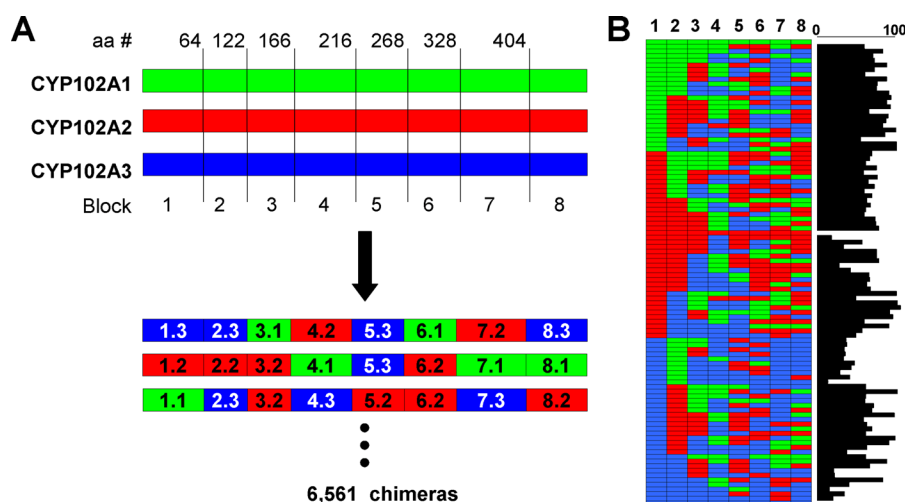 A
aa # 64 122 166 216 268 328 404
CYP102A1
CYP102A2
CYP102A3
Block 1 2 3 4 5 6 7 8
1.3 2.3 3.1 4.2 5.3 6.1 7.2 8.3
1.2 2.2 3.2 4.1 5.3 6.2 7.1 8.1
1.1 2.3 3.2 4.3 5.2 6.2 7.3 8.2
6,561 chimeras
B
1 2 3 4 5 6 7 8
0 100